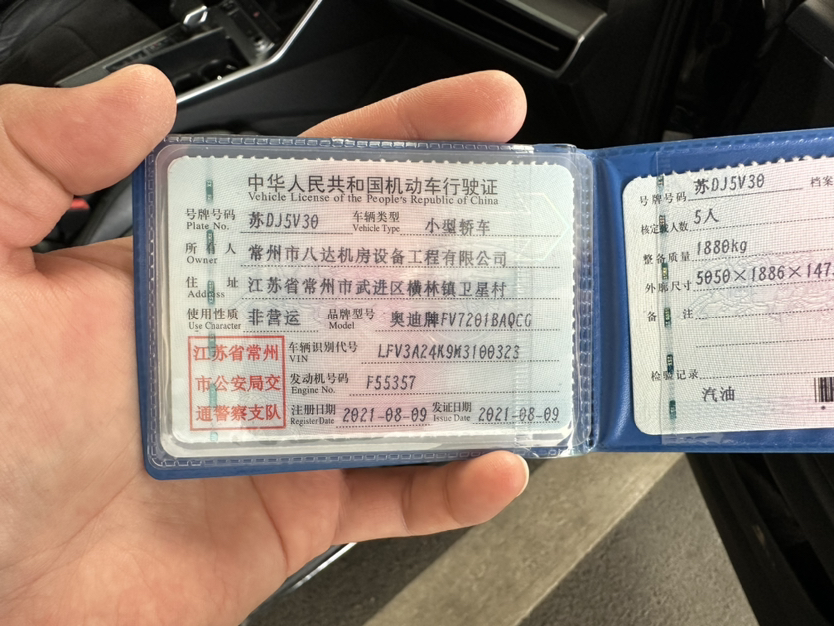 中华人民共和国机动车行驶证
Vehicle License of the People's Republic of China
号牌号码 苏DJ5V30 车辆类型 小型轿车
Plate No. Vehicle Type
所有人 常州市八达机房设备工程有限公司
Owner
住址 江苏省常州市武进区横林镇卫星村
Address
使用性质 非营运 品牌型号 奥迪牌FV7201BAQCG
Use Character Model
江苏省常州
市公安局交
通警察支队
车辆识别代号 LFV3A24K9M3100323
VIN
发动机号码 F55357
Engine No.
注册日期 2021-08-09 发证日期 2021-08-09
Register Date Issue Date
号牌号码 苏DJ5V30 档案
核定载人数 5人
整备质量 1880kg
外廓尺寸 5050×1886×147
备注
检验记录
汽油